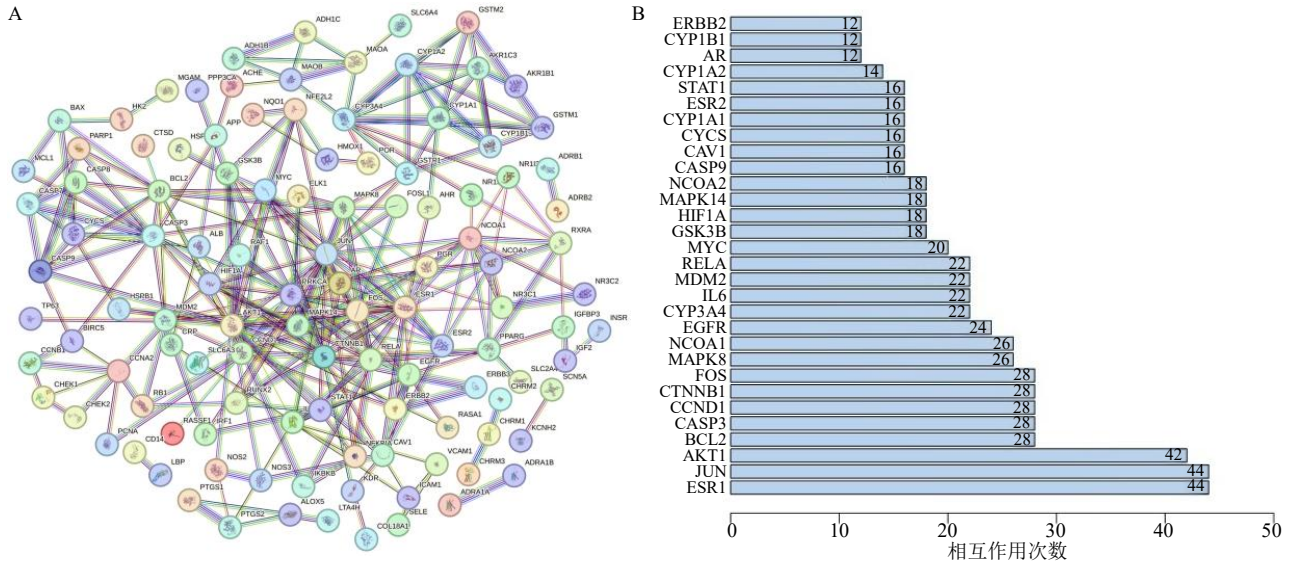 A
ADH1C
SLC6A4
GSTM2
ADH1B
MAOA
CYP1A2
AKR1C3
MGAM
PPP3CA
ACHE
MAOB
AKR1B1
HK2
NQO1
NFE2L2
CYP3A4
CYP1A1
BAX
GSTM1
PARP1
CTSD
APP
CYP1B1
HMOX1
POR
MCL1
CASP8
BCL2
GSK3B
MYC
ELK1
MAPK8
FOSL1
AHR
ADRB1
ADRB2
CYCS
CASP3
ALB
RAF1
JUN
NCOA1
NCOA2
RXRA
CASP9
HIF1A
PRKCA
AR
PGR
NR3C1
NR3C2
HSPB1
MDM2
AKT1
MAPK14
FOS
ESR1
IGFBP3
INSR
BIRC5
CRP
SLC6A3
CTNNB1
RELA
ESR2
PPARG
IGF2
CCNB1
CCNA2
EGFR
SLC2A4
SCN5A
CHEK1
CHEK2
RB1
RUNX2
STAT1
ERBB2
ERBB3
CHRM2
PCNA
CD14
RASSF1
IRF1
RASA1
CHRM1
KCNH2
LBP
NOS2
NOS3
IKBKB
CAV1
VCAM1
CHRM3
ADRA1B
PTGS1
KDR
ICAM1
ADRA1A
PTGS2
ALOX5
LTA4H
SELE
COL18A1
B
ERBB2 12
CYP1B1 12
AR 12
CYP1A2 14
STAT1 16
ESR2 16
CYP1A1 16
CYCS 16
CAV1 16
CASP9 16
NCOA2 18
MAPK14 18
HIF1A 18
GSK3B 18
MYC 20
RELA 22
MDM2 22
IL6 22
CYP3A4 22
EGFR 24
NCOA1 26
MAPK8 26
FOS 28
CTNNB1 28
CCND1 28
CASP3 28
BCL2 28
AKT1 42
JUN 44
ESR1 44
0 10 20 30 40 50
相互作用次数